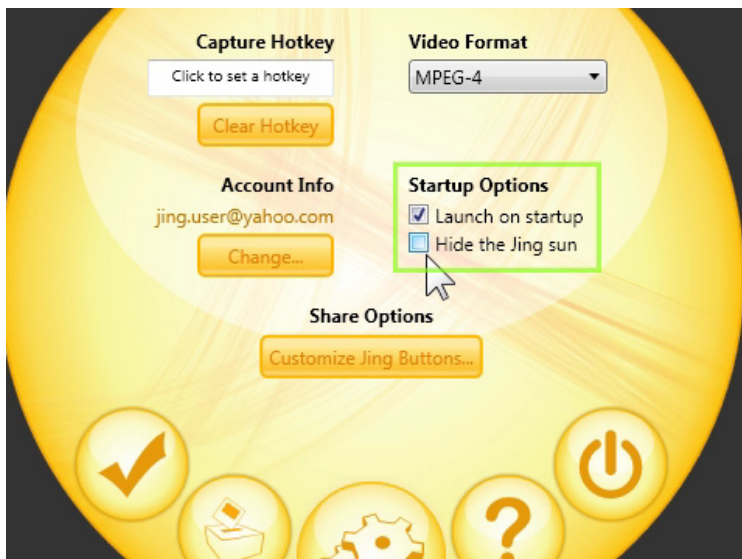 Capture Hotkey
Click to set a hotkey
Clear Hotkey
Video Format
MPEG-4
Account Info
jing.user@yahoo.com
Change...
Startup Options
Launch on startup
Hide the Jing sun
Share Options
Customize Jing Buttons...
?